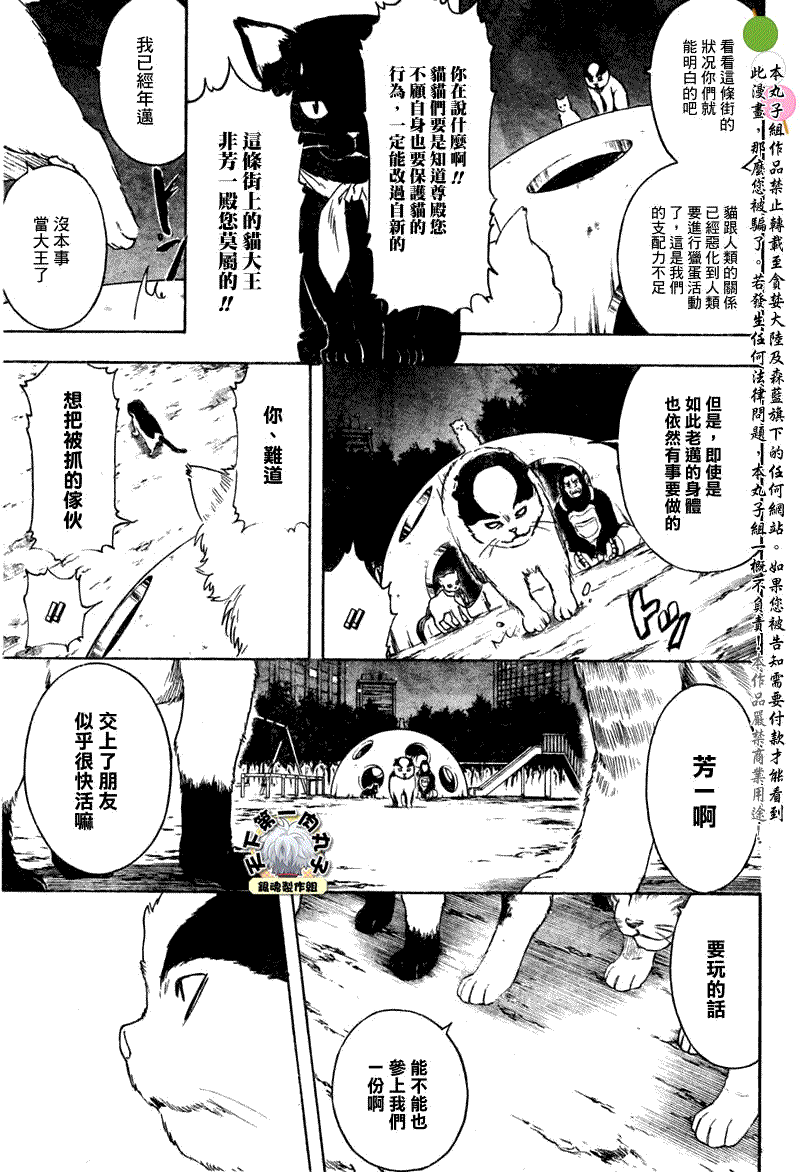 看看這條街的
狀況你們就
能明白的吧
貓跟人類的關係
已經惡化到人類
要進行獵蛋活動
了，這是我們
的支配力不足
你在說什麼啊!!
貓貓們要是知道尊殿您
不顧自身也要保護貓的
行為，一定能改過自新的
這條街上的貓大王
非芳一殿您莫屬的!!
我已經年邁
沒本事
當大王了
但是，即使是
如此老邁的身體
也依然有事要做的
ドッ
!!
你、難道
想把被抓的傢伙
!!
芳一啊
交上了朋友
似乎很快活嘛
天下第一肉丸子
銀魂製作組
要玩的話
能不能也
參上我們
一份啊
本丸子組作品禁止轉載至貪婪大陸及森藍旗下的任何網站。如果您被告知需要付款才能看到
此漫畫，那麼您被騙了。若發生任何法律問題，本丸子組一概不負責!本作品嚴禁商業用途